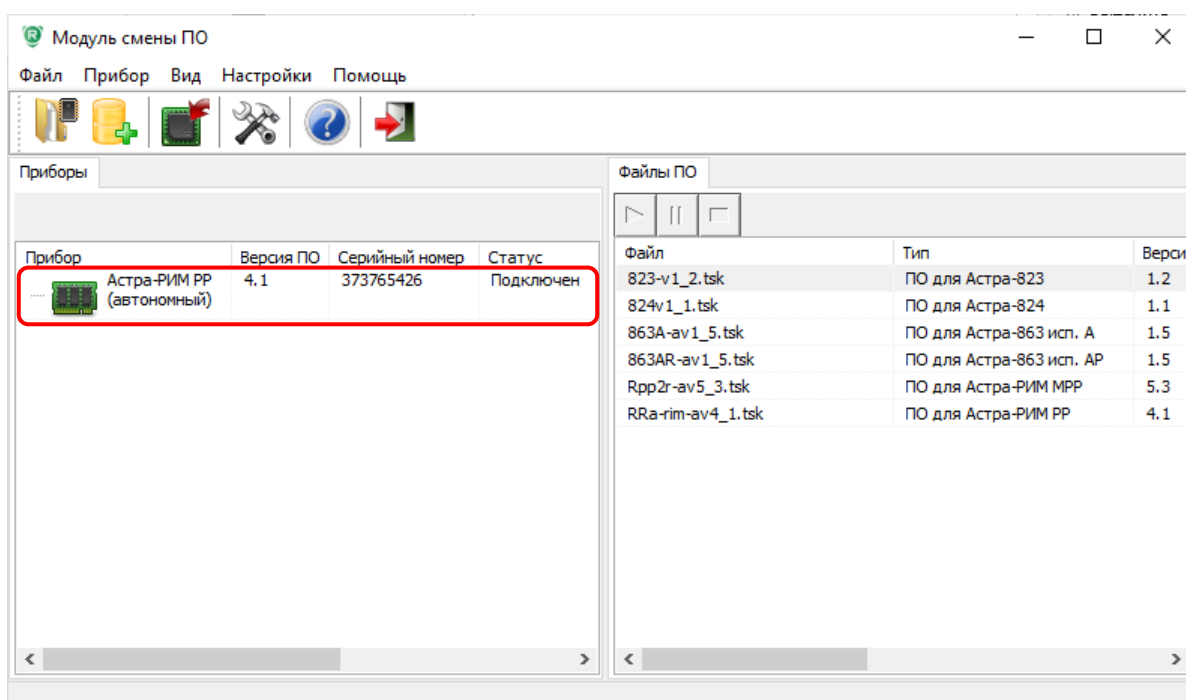 Модуль смены ПО
Файл Прибор Вид Настройки Помощь
Приборы
Прибор Версия ПО Серийный номер Статус
Астра-РИМ РР 4.1 373765426 Подключен
(автономный)
Файлы ПО
Файл Тип Верси
823-v1_2.tsk ПО для Астра-823 1.2
824v1_1.tsk ПО для Астра-824 1.1
863A-av1_5.tsk ПО для Астра-863 исп. А 1.5
863AR-av1_5.tsk ПО для Астра-863 исп. АР 1.5
Rpp2r-av5_3.tsk ПО для Астра-РИМ МРР 5.3
RRa-rim-av4_1.tsk ПО для Астра-РИМ РР 4.1